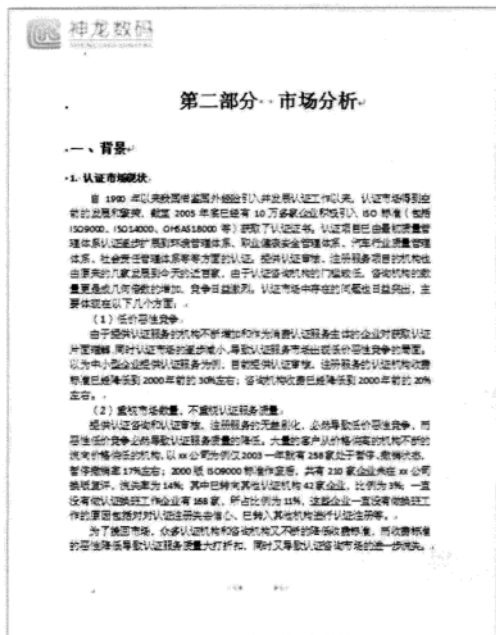 神龙数码
第二部分 市场分析
一、背景
1. 认证市场现状
自 1990 年以来我国借鉴国外经验引入并发展认证工作以来，认证市场得到空
前的发展和繁荣，截至 2005 年底已经有 10 万多家企业积极引入 ISO 标准（包括
ISO9000、ISO14000、OHSAS18000 等）获取了认证证书。认证项目已由最初质量管
理体系认证逐步扩展到环境管理体系、职业健康安全管理体系、汽车行业质量管理
体系、社会责任管理体系等等方面的认证。提供认证审核、注册服务项目的机构也
由原来的几家发展到今天的近百家，由于认证咨询机构的门槛较低，咨询机构的数
量更是成几何倍数的增加，竞争日益激烈。认证市场中存在的问题也日益突出，主
要体现在以下几个方面：
（1）低价恶性竞争
由于提供认证服务的机构不断增加和作为消费认证服务主体的企业对获取认证
片面理解，同时认证市场的逐步减小，导致认证服务市场出现低价恶性竞争的局面。
以为中小型企业提供认证服务为例，目前提供认证审核、注册服务的认证机构收费
标准已经降低到 2000 年前的 50%左右；咨询机构收费已经降低到 2000 年前的 20%
左右。
（2）重视市场数量，不重视认证服务质量
提供认证咨询和认证审核、注册服务的无差别化，必然导致低价恶性竞争，而
恶性低价竞争必然导致认证服务质量的降低。大量的客户从价格偏高的机构不断的
流向价格偏低的机构，以 xx 公司为例仅 2003 一年就有 258 家处于暂停、撤销状态，
暂停撤销率 17%左右；2000 版 ISO9000 标准作废后，共有 210 家企业未在 xx 公司
换版复评，流失率为 14%；其中已转向其他认证机构 42 家企业，比例为 3%；一直
没有做认证换班工作企业有 168 家，所占比例为 11%，这些企业一直没有做换班工
作的原因包括对对认证注册失去信心、已转入其他机构进行认证注册等。
为了挽回市场，众多认证机构和咨询机构又不断的降低收费标准，而收费标准
的恶性降低导致认证服务质量大打折扣，同时又导致认证咨询市场的进一步流失。